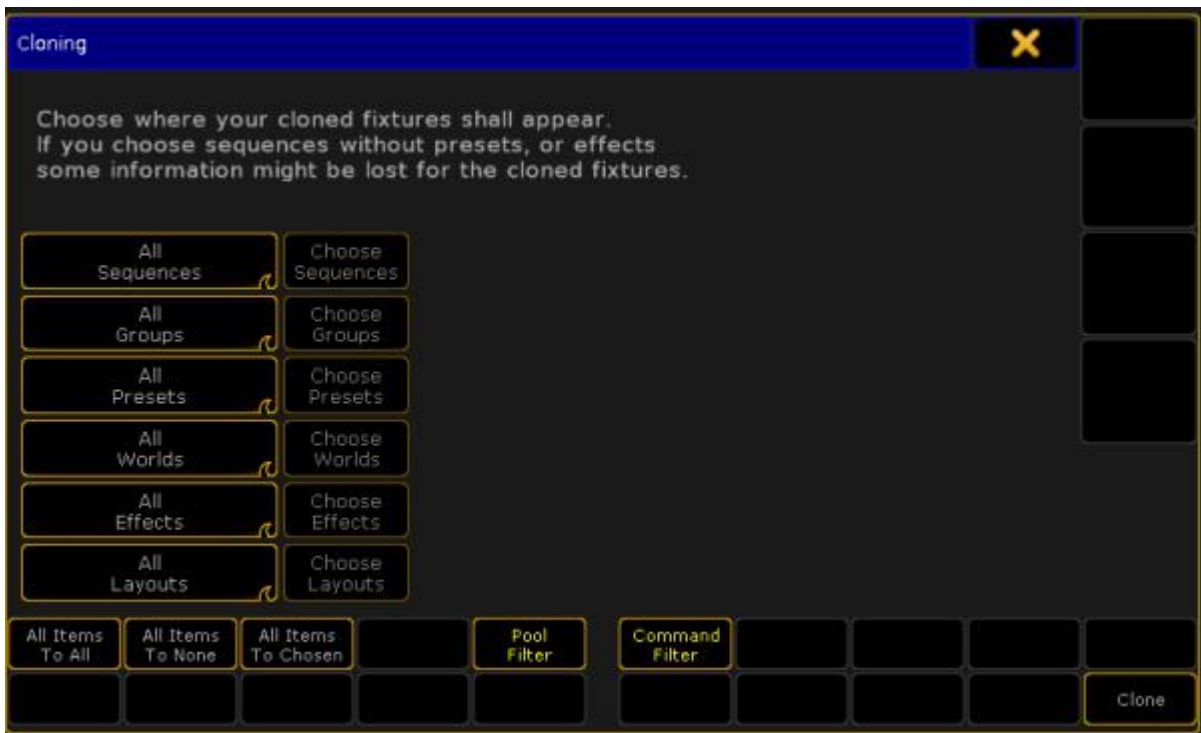 Cloning
Choose where your cloned fixtures shall appear.
If you choose sequences without presets, or effects
some information might be lost for the cloned fixtures.
All
Sequences
Choose
Sequences
All
Groups
Choose
Groups
All
Presets
Choose
Presets
All
Worlds
Choose
Worlds
All
Effects
Choose
Effects
All
Layouts
Choose
Layouts
All Items
To All
All Items
To None
All Items
To Chosen
Pool
Filter
Command
Filter
Clone